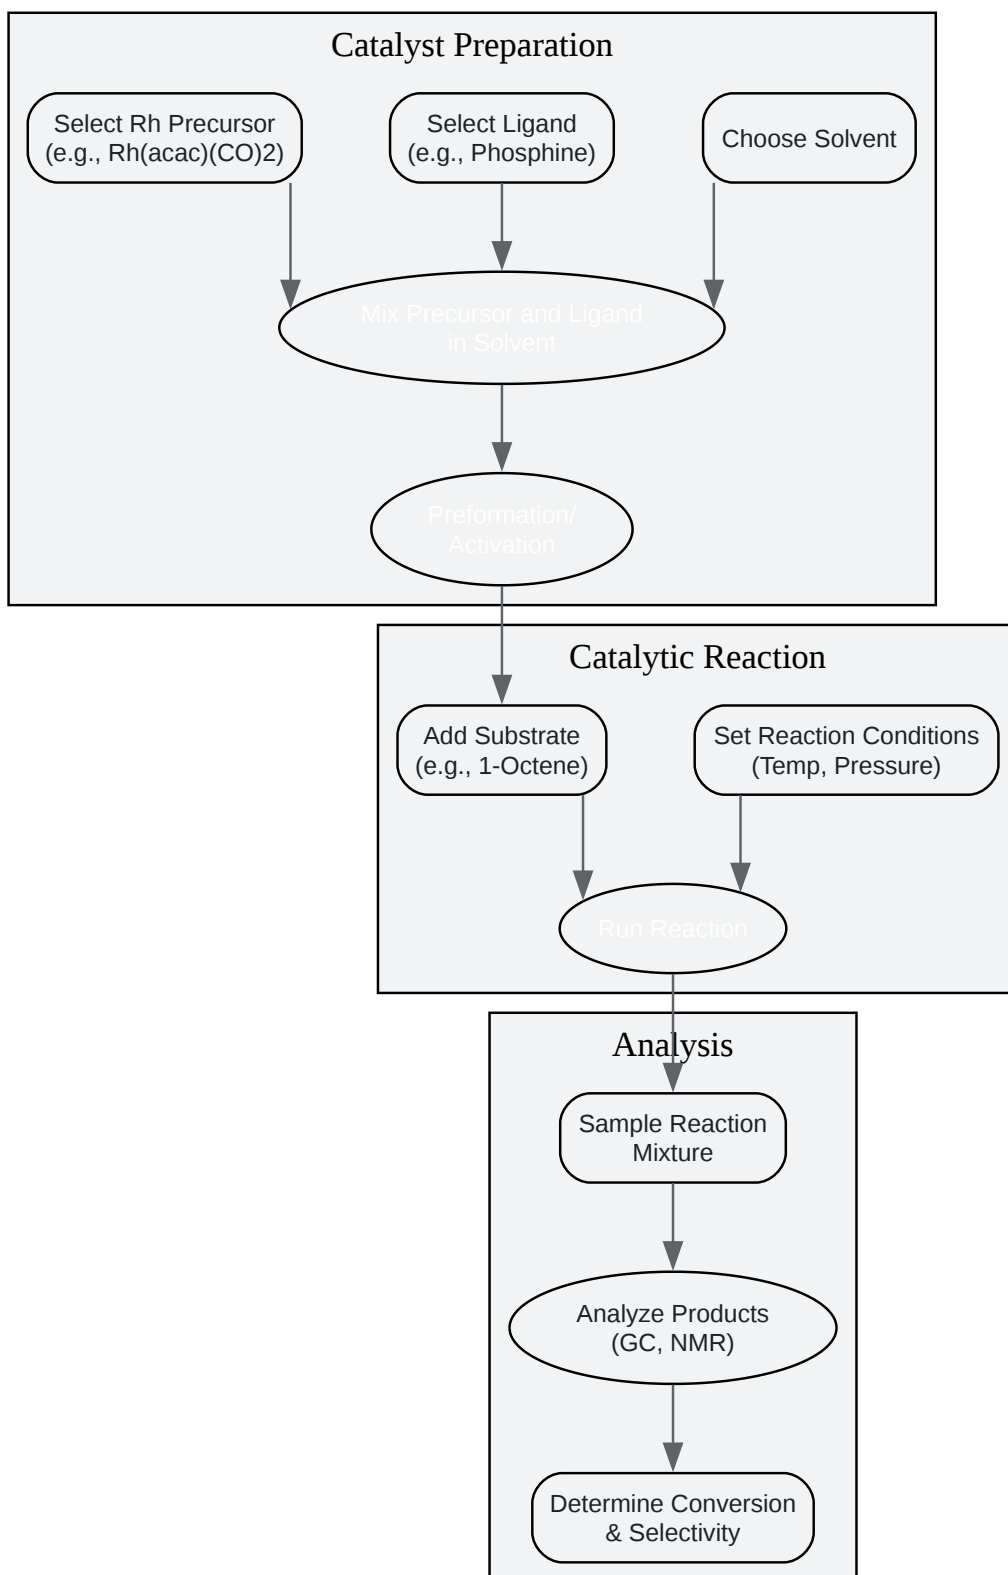 Catalyst Preparation
Select Rh Precursor
(e.g., Rh(acac)(CO)2)
Select Ligand
(e.g., Phosphine)
Choose Solvent
Mix Precursor and Ligand
in Solvent
Preformation/
Activation
Catalytic Reaction
Add Substrate
(e.g., 1-Octene)
Set Reaction Conditions
(Temp, Pressure)
Run Reaction
Analysis
Sample Reaction
Mixture
Analyze Products
(GC, NMR)
Determine Conversion
& Selectivity